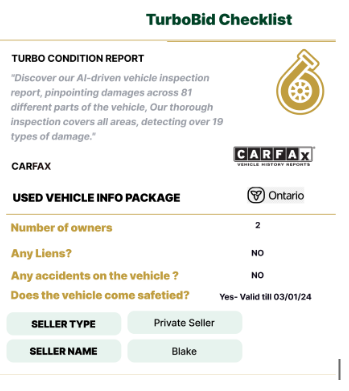 TurboBid Checklist
TURBO CONDITION REPORT
"Discover our AI-driven vehicle inspection
report, pinpointing damages across 81
different parts of the vehicle, Our thorough
inspection covers all areas, detecting over 19
types of damage."
CARFAX
CARFAX
VEHICLE HISTORY REPORTS
USED VEHICLE INFO PACKAGE
Ontario
Number of owners 2
Any Liens? NO
Any accidents on the vehicle ? NO
Does the vehicle come safetied? Yes- Valid till 03/01/24
SELLER TYPE Private Seller
SELLER NAME Blake